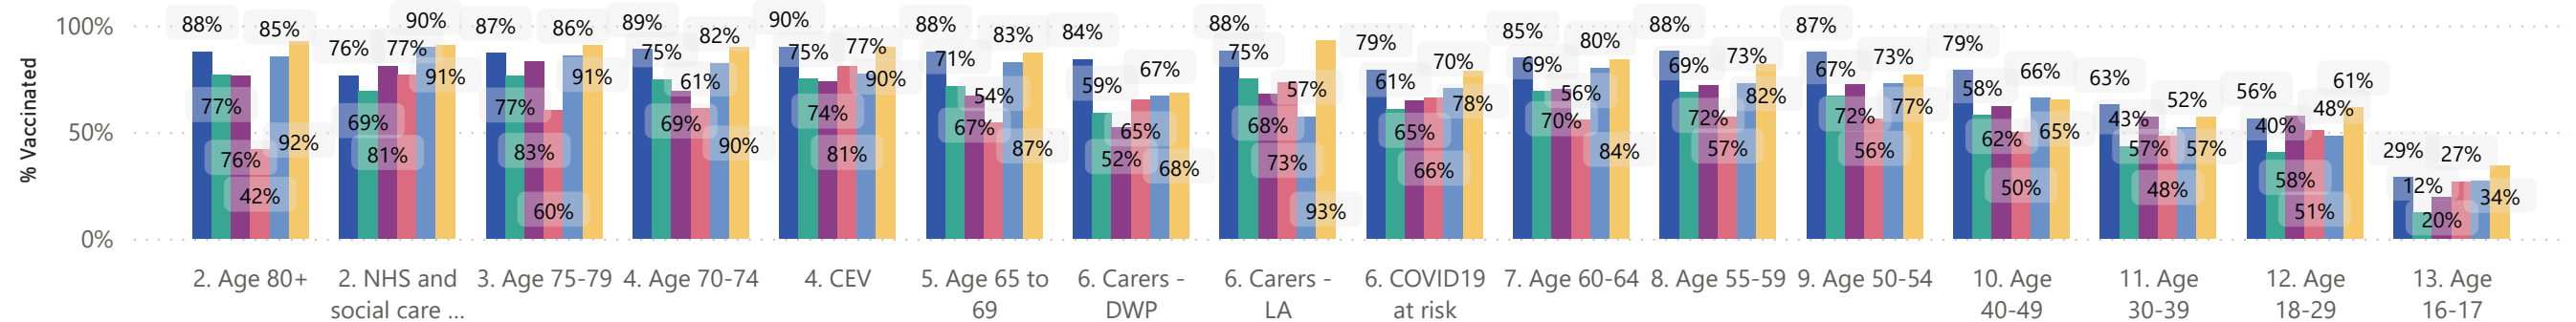 % Vaccinated
100%
50%
0%
88% 77% 76% 42% 85% 92%
76% 69% 81% 77% 90% 91%
87% 77% 83% 60% 86% 91%
89% 75% 69% 61% 82% 90%
90% 75% 74% 81% 77% 90%
88% 71% 67% 54% 83% 87%
84% 59% 52% 65% 67% 68%
88% 75% 68% 73% 57% 93%
79% 61% 65% 66% 70% 78%
85% 69% 70% 56% 80% 84%
88% 69% 72% 57% 73% 82%
87% 67% 72% 56% 73% 77%
79% 58% 62% 50% 66% 65%
63% 43% 57% 48% 52% 57%
56% 40% 58% 51% 48% 61%
29% 12% 20% 27% 34%
2. Age 80+
2. NHS and
social care ...
3. Age 75-79
4. Age 70-74
4. CEV
5. Age 65 to
69
6. Carers -
DWP
6. Carers -
LA
6. COVID19
at risk
7. Age 60-64
8. Age 55-59
9. Age 50-54
10. Age
40-49
11. Age
30-39
12. Age
18-29
13. Age
16-17